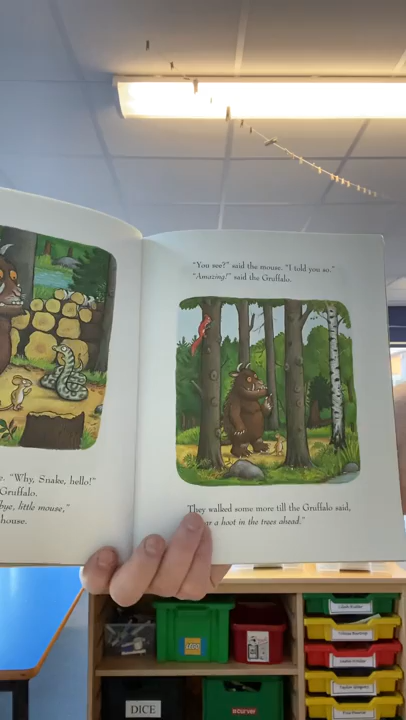 . "Why, Snake, hello!"
Gruffalo.
bye, little mouse,"
house.
"You see?" said the mouse. "I told you so."
"Amazing!" said the Gruffalo.
They walked some more till the Gruffalo said,
a hoot in the trees ahead."
LEGO
DICE